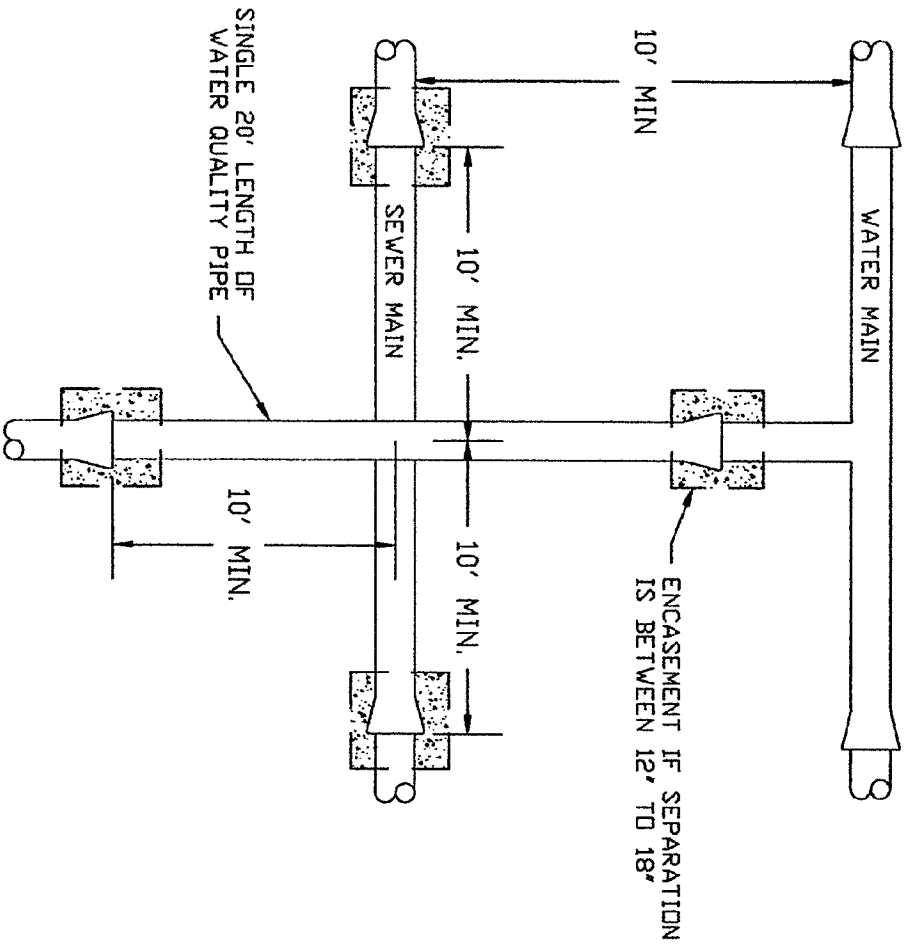 SINGLE 20' LENGTH OF
WATER QUALITY PIPE
10' MIN
SEWER MAIN
10' MIN.
WATER MAIN
10' MIN.
10' MIN.
ENCASEMENT IF SEPARATION
IS BETWEEN 12" TO 18"